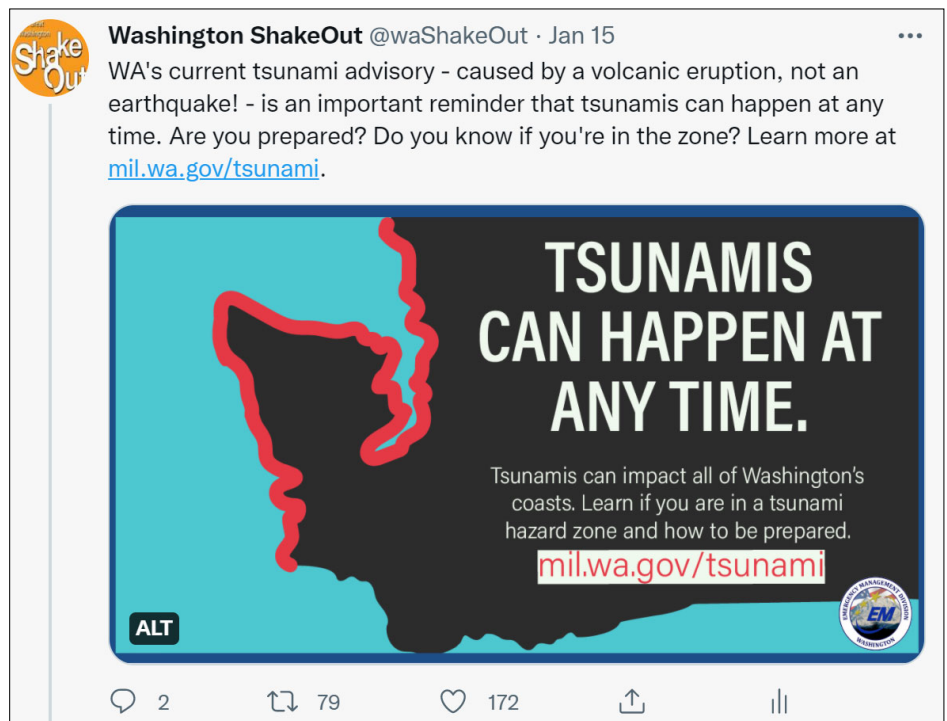 Great Washington
Shake Out
Washington ShakeOut @waShakeOut · Jan 15
WA's current tsunami advisory - caused by a volcanic eruption, not an
earthquake! - is an important reminder that tsunamis can happen at any
time. Are you prepared? Do you know if you're in the zone? Learn more at
mil.wa.gov/tsunami.
TSUNAMIS
CAN HAPPEN AT
ANY TIME.
Tsunamis can impact all of Washington's
coasts. Learn if you are in a tsunami
hazard zone and how to be prepared.
mil.wa.gov/tsunami
EMERGENCY MANAGEMENT DIVISION
EM
WASHINGTON
ALT
2 79 172